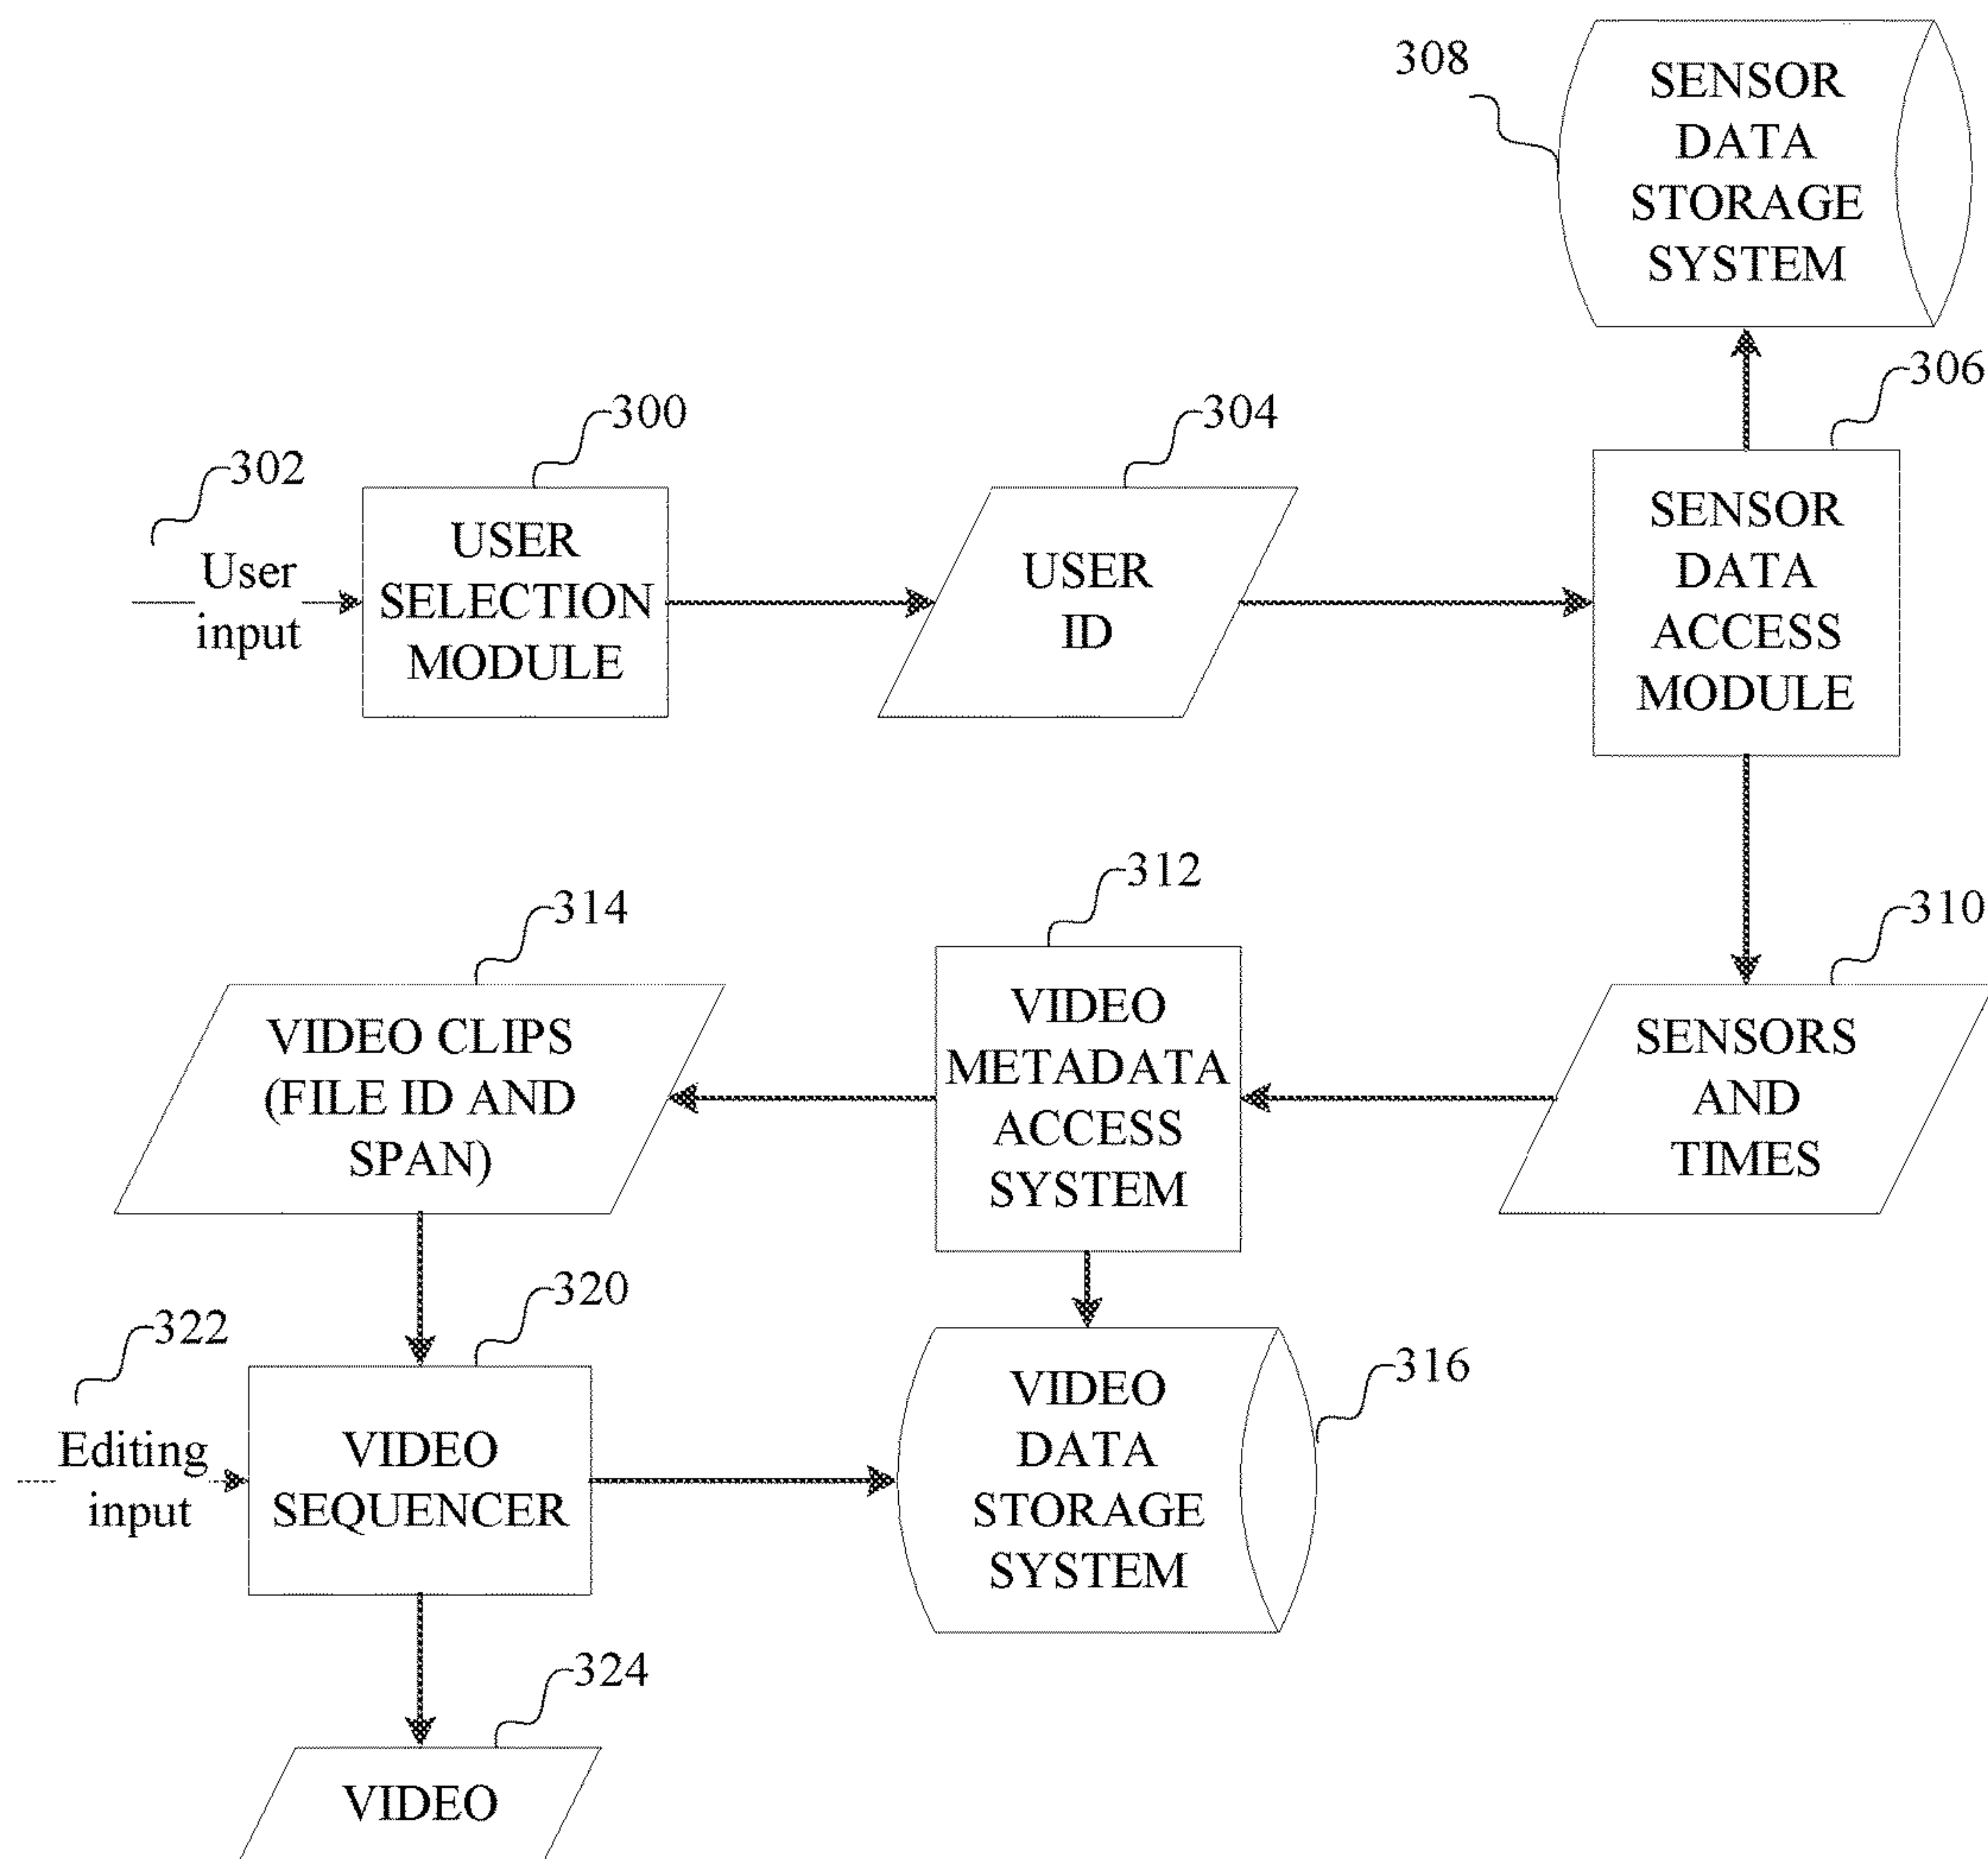 308
SENSOR
DATA
STORAGE
SYSTEM
306
300
304
302
User
input
USER
SELECTION
MODULE
USER
ID
SENSOR
DATA
ACCESS
MODULE
312
314
310
VIDEO CLIPS
(FILE ID AND
SPAN)
VIDEO
METADATA
ACCESS
SYSTEM
SENSORS
AND
TIMES
320
322
316
Editing
input
VIDEO
SEQUENCER
VIDEO
DATA
STORAGE
SYSTEM
324
VIDEO